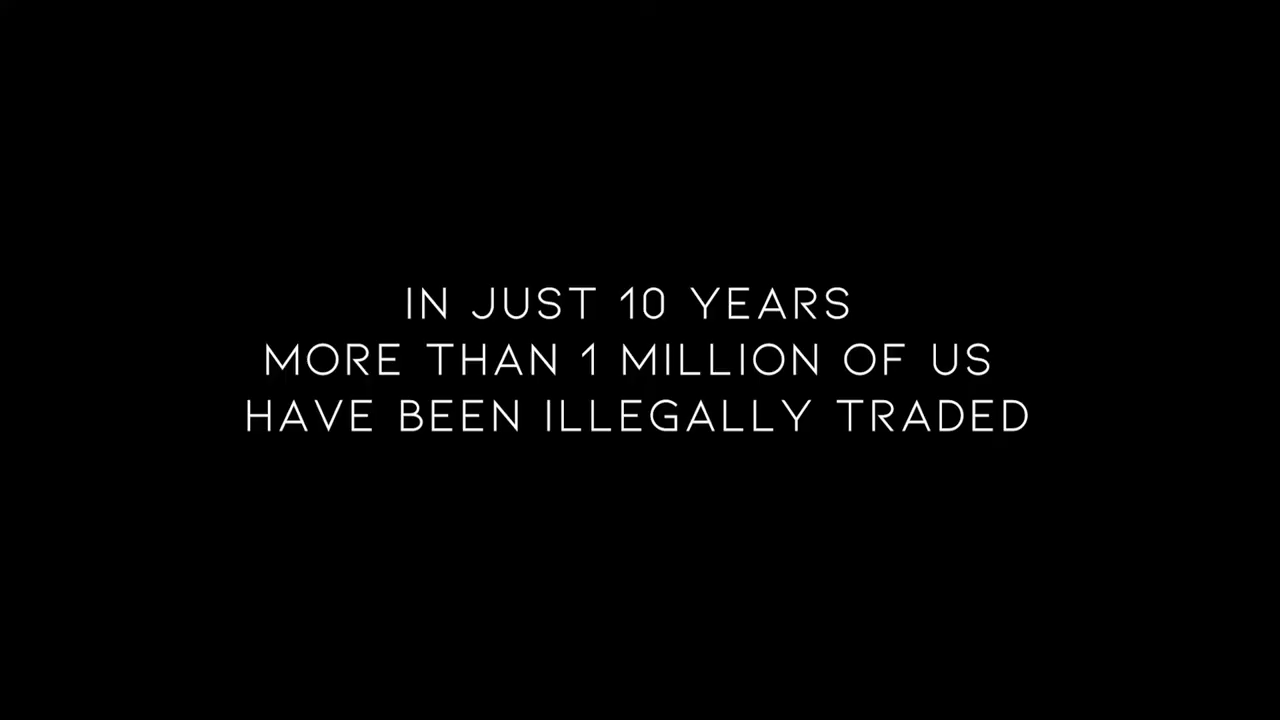 IN JUST 10 YEARS
MORE THAN 1 MILLION OF US
HAVE BEEN ILLEGALLY TRADED